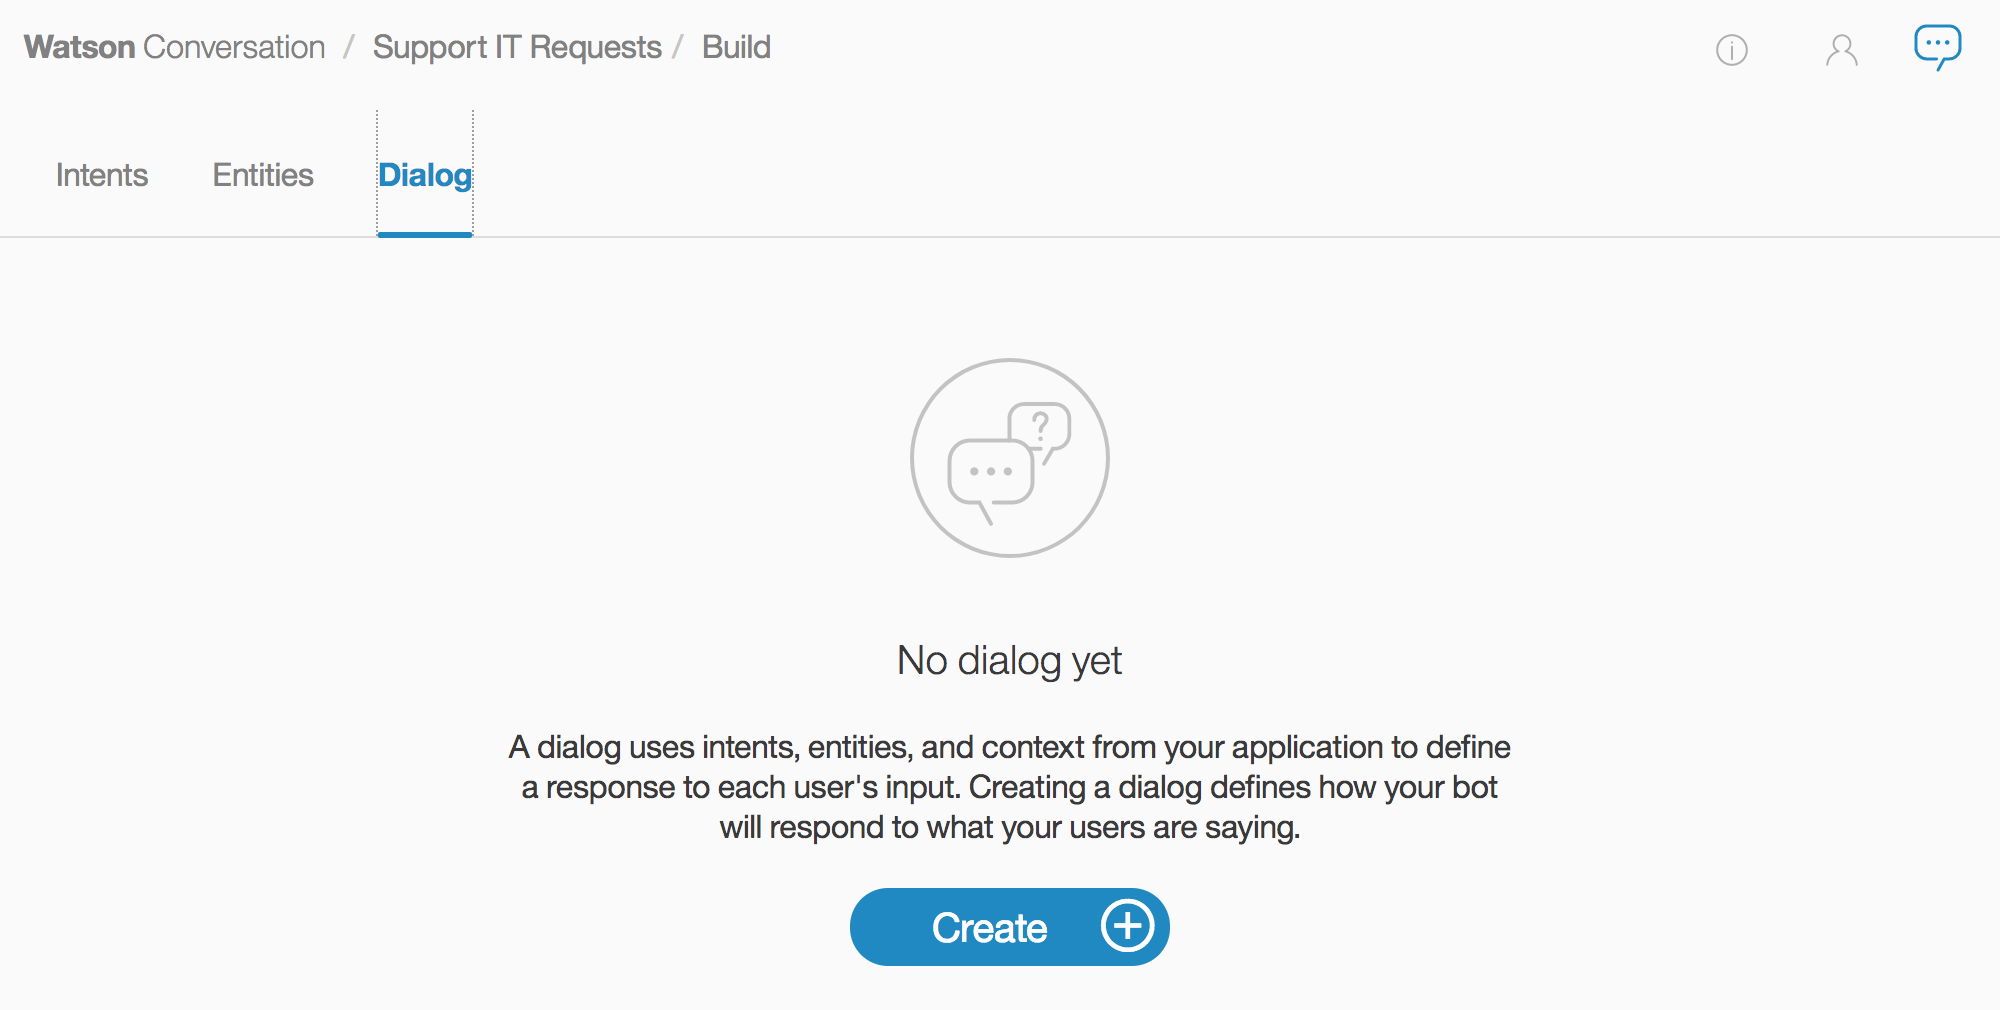 Watson Conversation / Support IT Requests / Build
Intents Entities Dialog
No dialog yet
A dialog uses intents, entities, and context from your application to define
a response to each user's input. Creating a dialog defines how your bot
will respond to what your users are saying.
Create